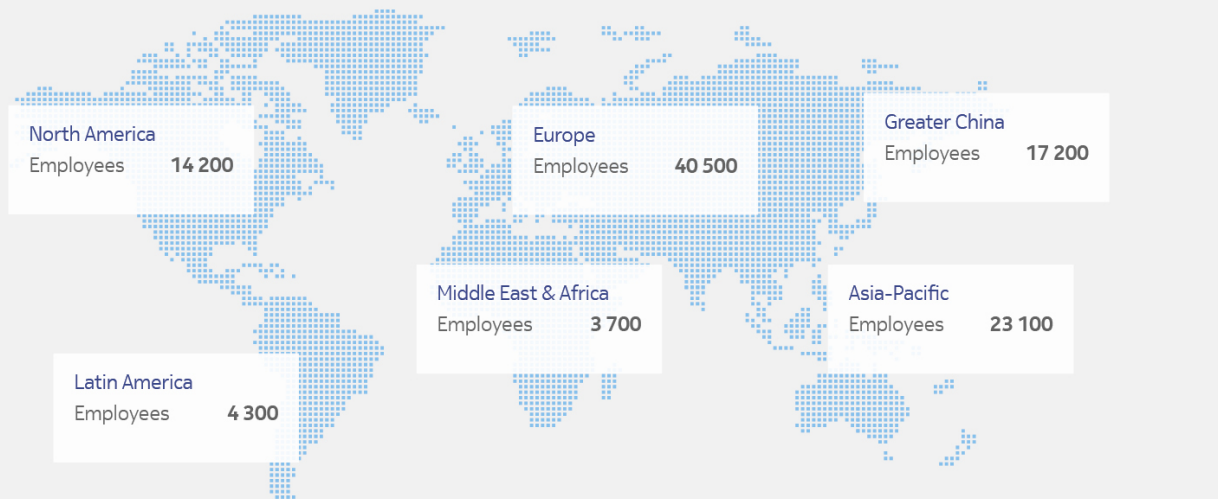 North America
Employees 14 200
Europe
Employees 40 500
Greater China
Employees 17 200
Middle East & Africa
Employees 3 700
Asia-Pacific
Employees 23 100
Latin America
Employees 4 300